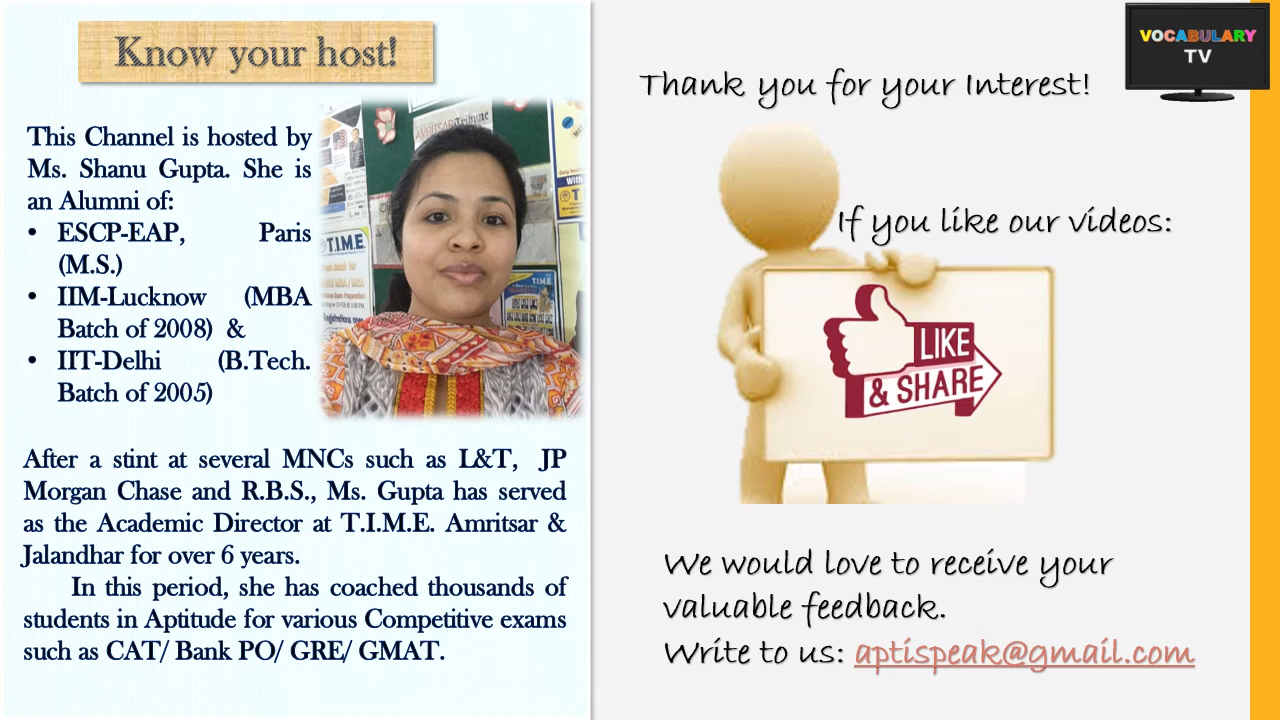 Know your host!
This Channel is hosted by
Ms. Shanu Gupta. She is
an Alumni of:
• ESCP-EAP, Paris
(M.S.)
• IIM-Lucknow (MBA
Batch of 2008) &
• IIT-Delhi (B.Tech.
Batch of 2005)
After a stint at several MNCs such as L&T, JP
Morgan Chase and R.B.S., Ms. Gupta has served
as the Academic Director at T.I.M.E. Amritsar &
Jalandhar for over 6 years.
In this period, she has coached thousands of
students in Aptitude for various Competitive exams
such as CAT/ Bank PO/ GRE/ GMAT.
AMRITSAR Tribune
T.I.M.E.
TIME
VOCABULARY
TV
Thank you for your Interest!
If you like our videos:
LIKE
& SHARE
We would love to receive your
valuable feedback.
Write to us: aptispeak@gmail.com